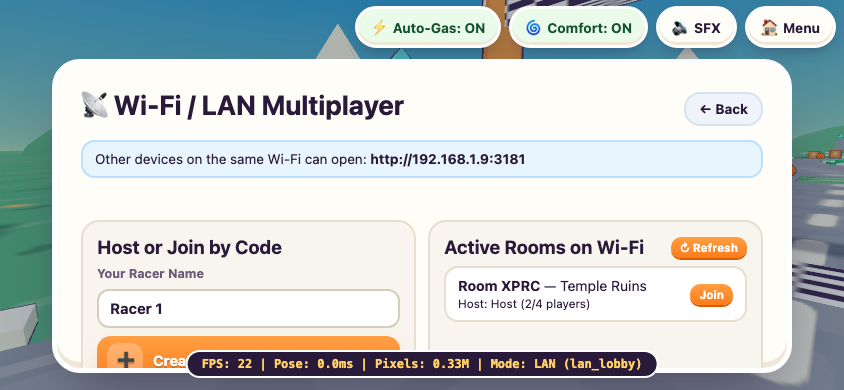 ⚡ Auto-Gas: ON
🌀 Comfort: ON
🔈 SFX
🏠 Menu
📡 Wi-Fi / LAN Multiplayer
← Back
Other devices on the same Wi-Fi can open: http://192.168.1.9:3181
Host or Join by Code
Your Racer Name
Racer 1
Active Rooms on Wi-Fi
↻ Refresh
Room XPRC — Temple Ruins
Host: Host (2/4 players)
Join
FPS: 22 | Pose: 0.0ms | Pixels: 0.33M | Mode: LAN (lan_lobby)